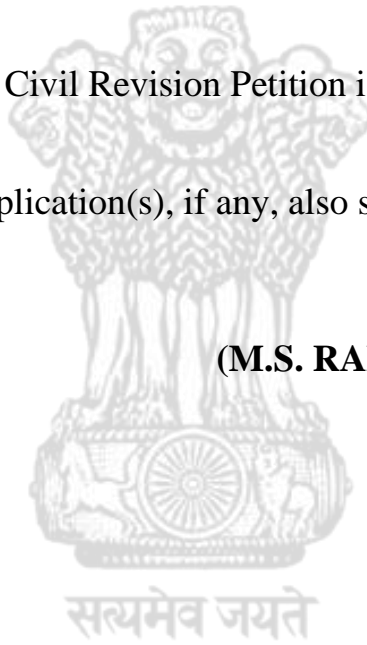 Civil Revision Petition i
plication(s), if any, also s
(M.S. RA
सत्यमेव जयते